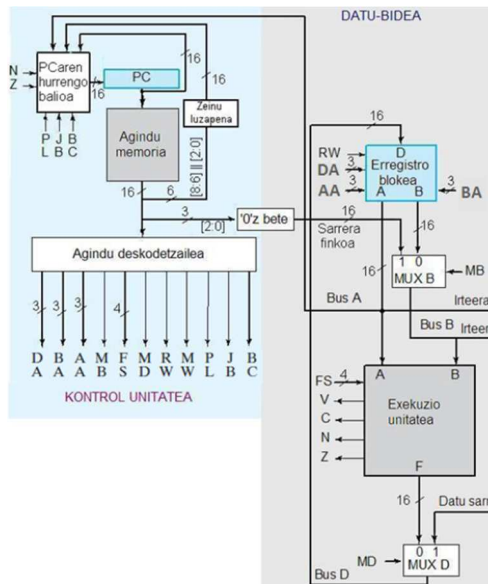 DATU-BIDEA
N
Z
PCaren
hurrengo
balioa
16
PC
16
16
P J B
L B C
Agindu
memoria
Zeinu
luzapena
16
6
[8:6] || [2:0]
3
[2:0]
'0'z bete
16
Sarrera
finkoa
Agindu deskodetzailea
3
3
3
4
D B A M F M R M P J B
A A A B S D W W L B C
KONTROL UNITATEA
16
RW
DA
3
AA
3
D
Erregistro
blokea
A B
3
BA
16
16
1 0
MUX B
MB
Bus A
Irteera
Bus B
Irteera
FS
4
V
C
N
Z
A B
Exekuzio
unitatea
F
16
Datu sarr
0 1
MUX D
MD
Bus D